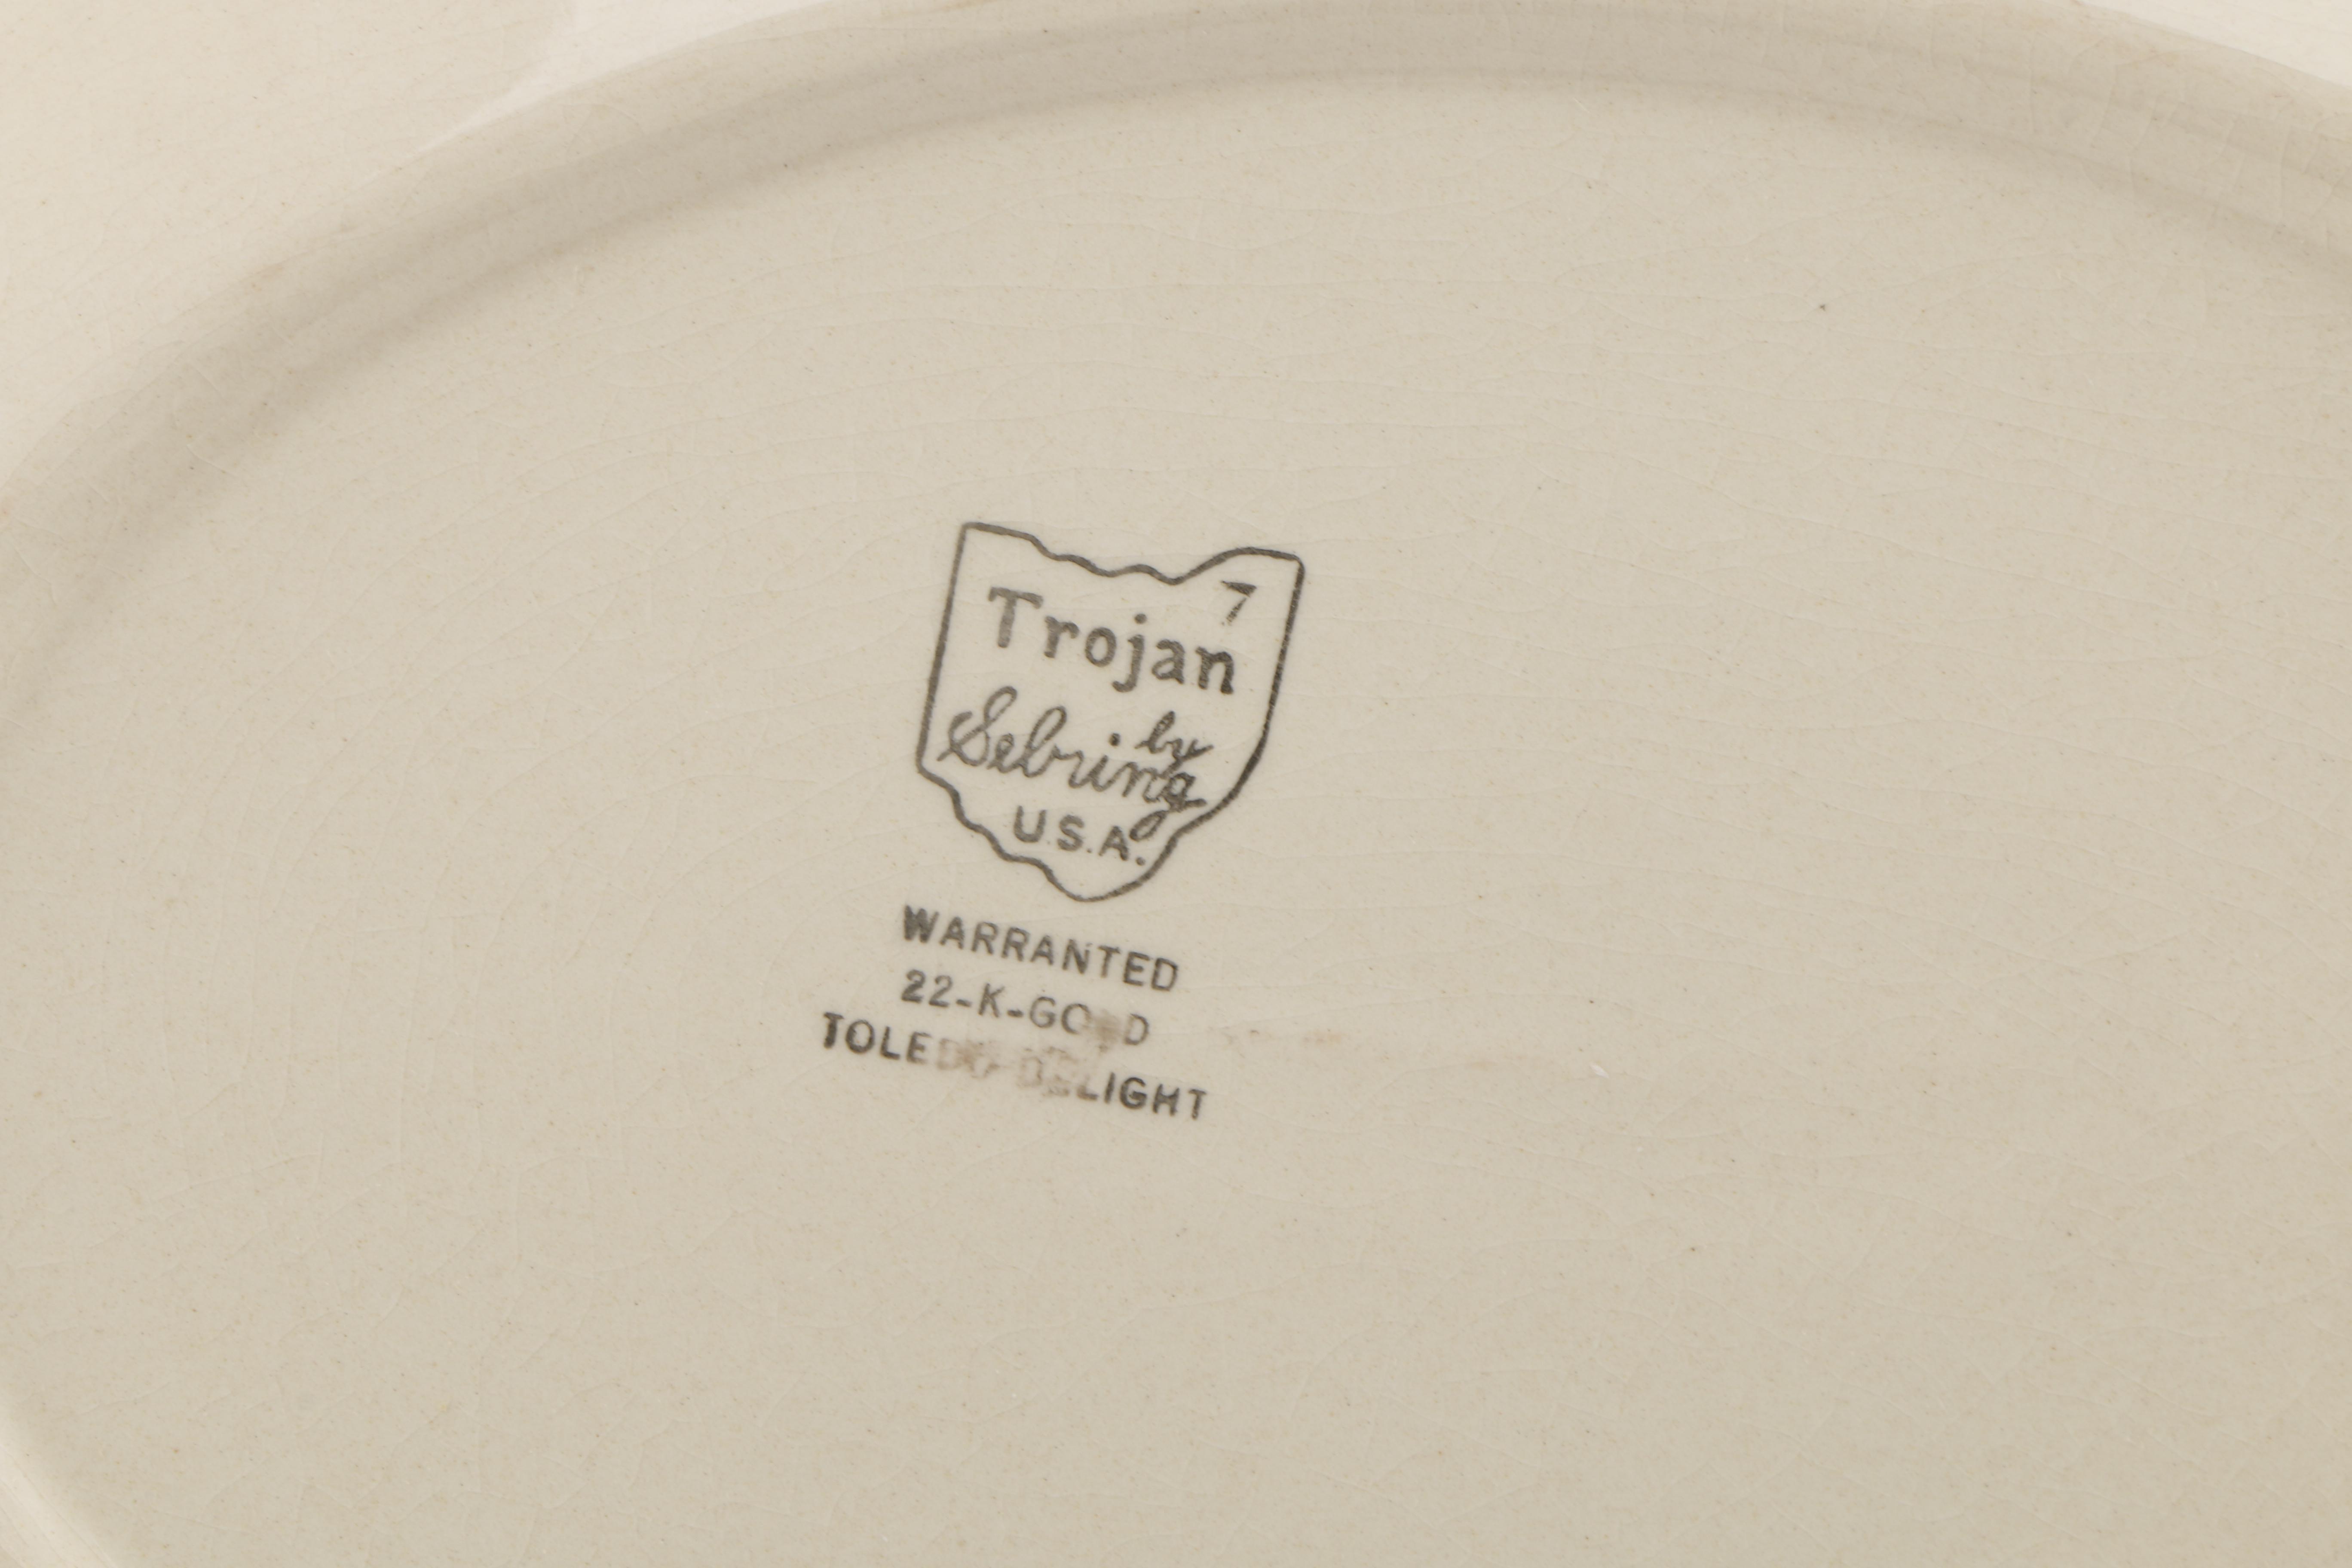 7
Trojan
by
Sebring
U.S.A.
WARRANTED
22-K-GOLD
TOLEDO DELIGHT